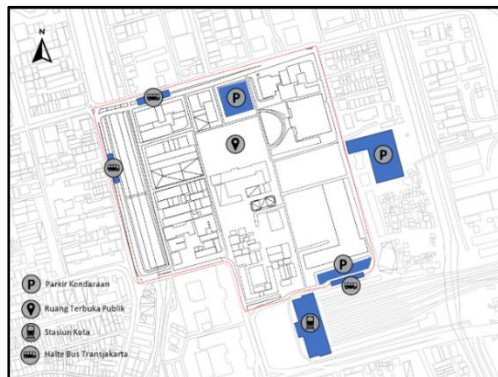 N
P
P
P
P Parkir Kendaraan
Ruang Terbuka Publik
Stasiun Kota
Halte Bus Transjakarta